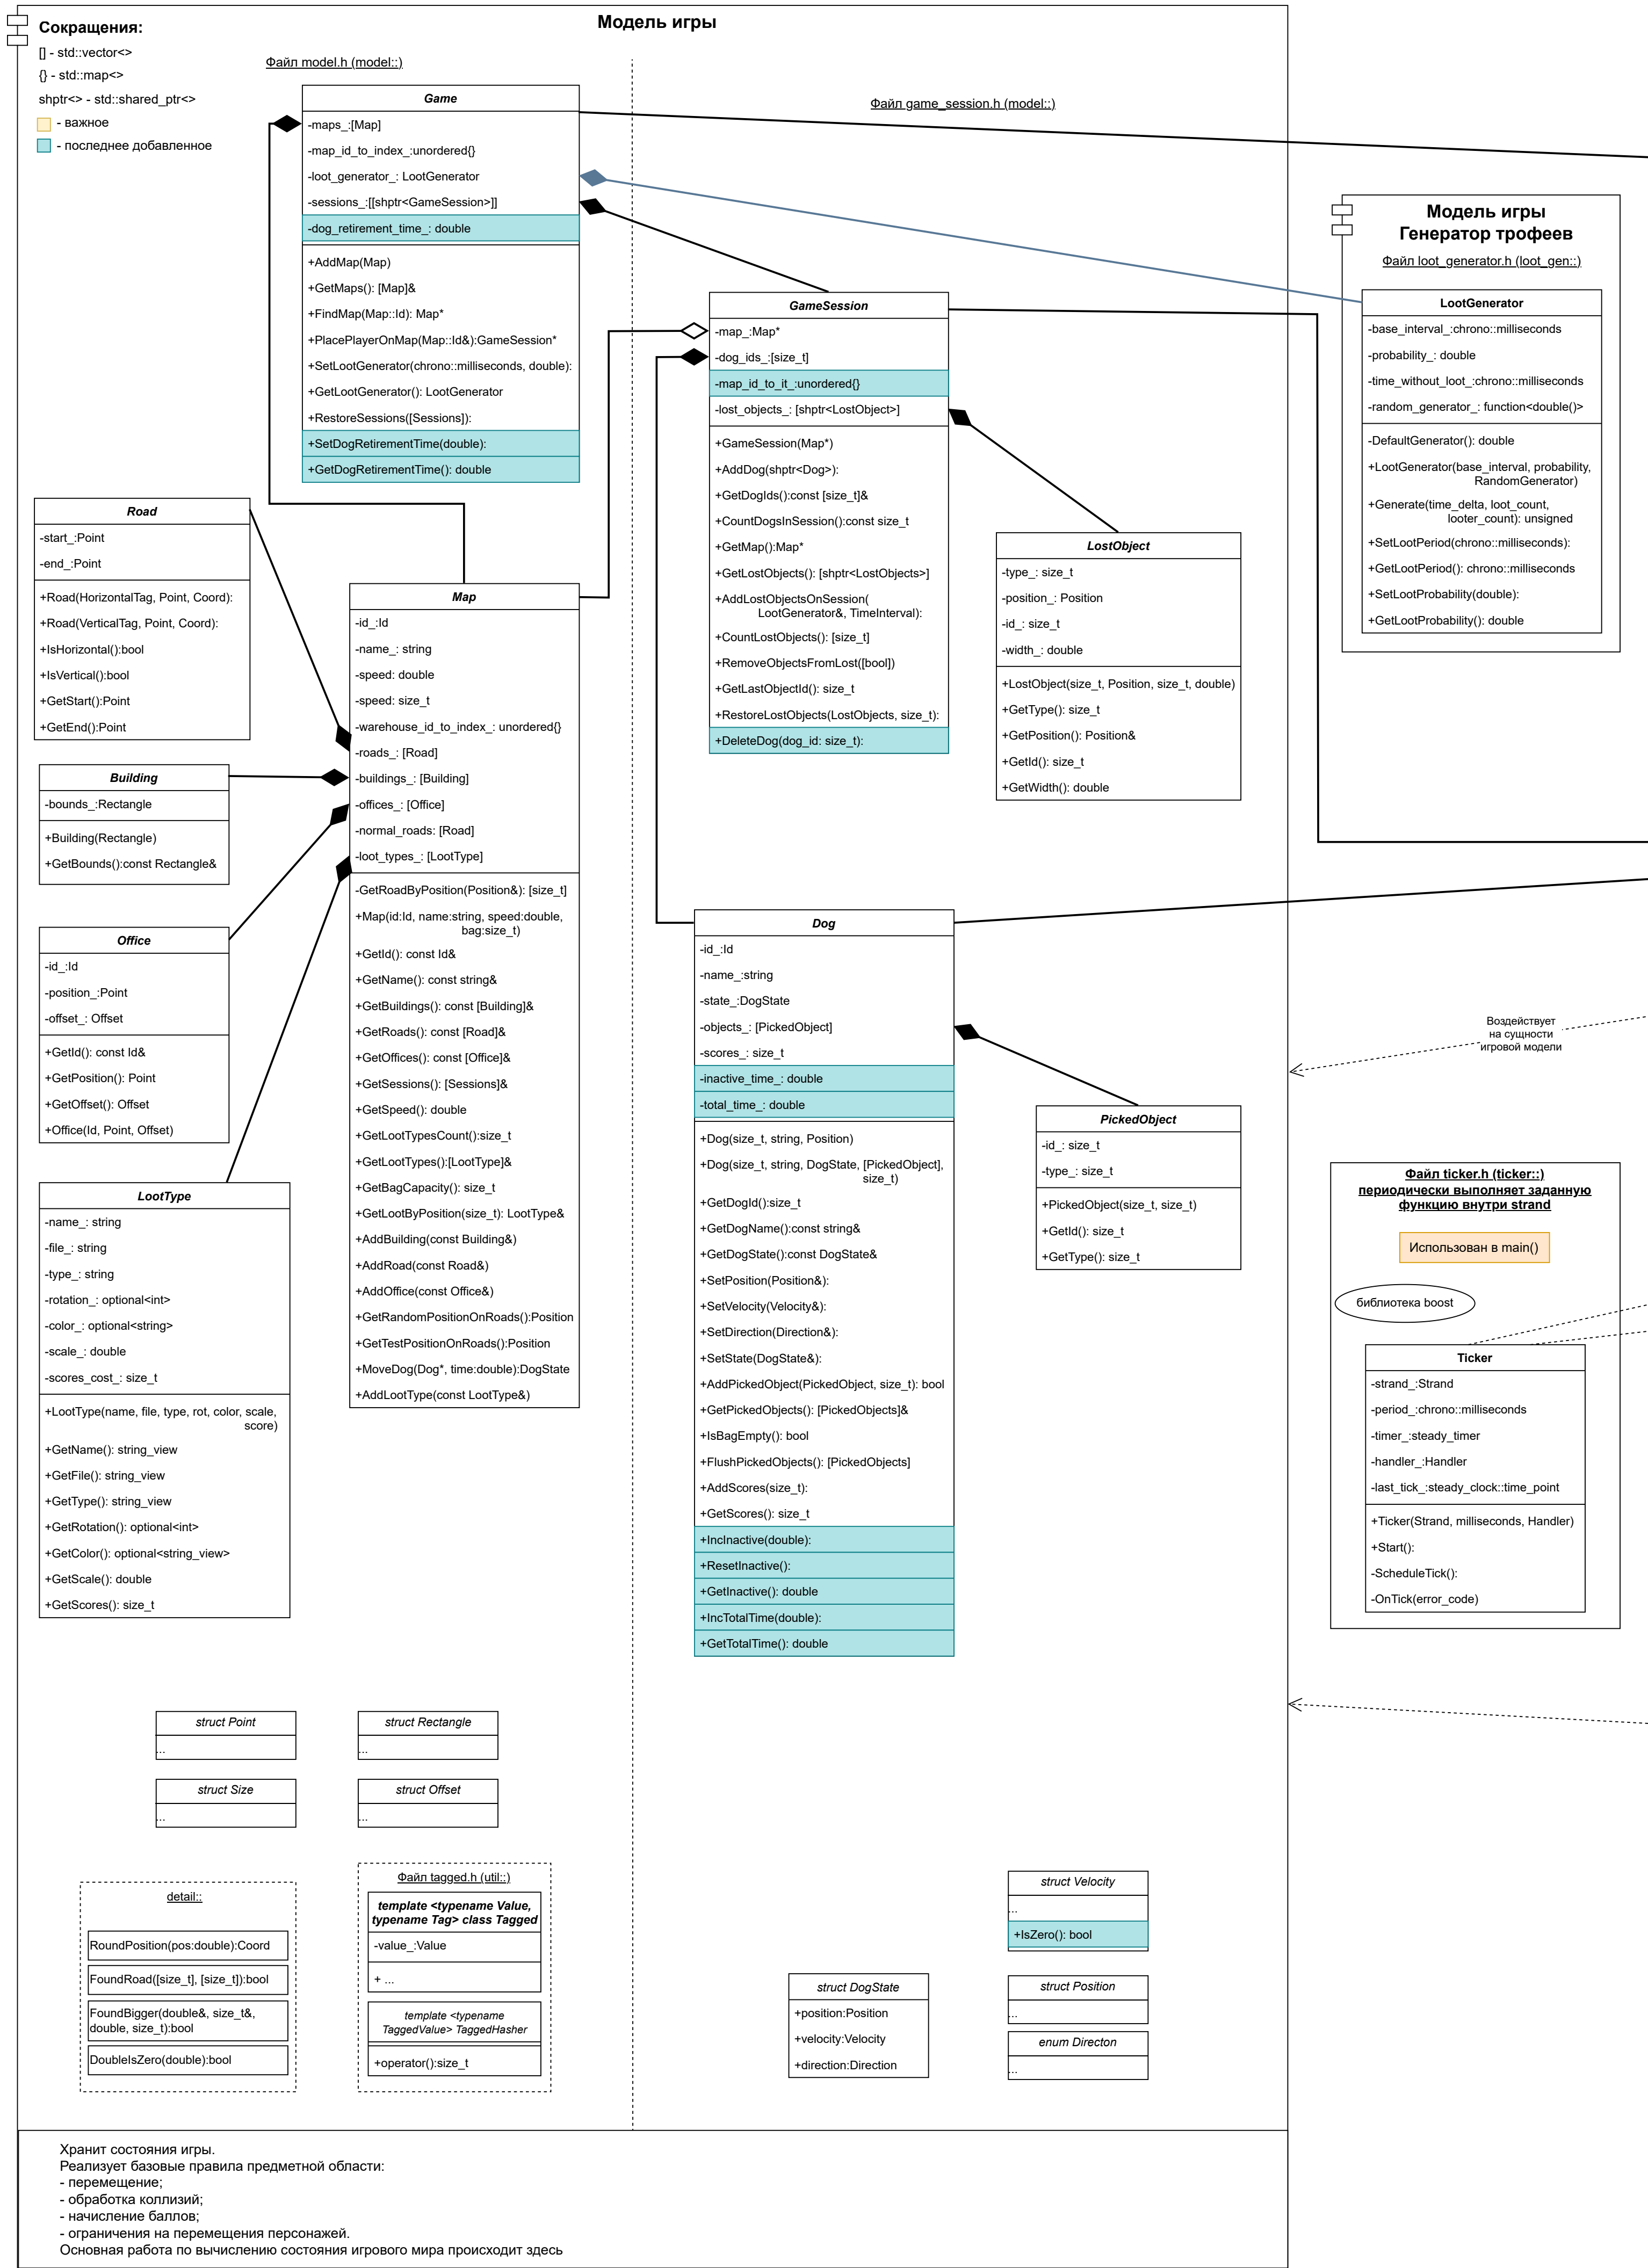 Модель игры
Сокращения:
[] - std::vector<>
{} - std::map<>
shptr<> - std::shared_ptr<>
- важное
- последнее добавленное
Файл model.h (model::)
Game
-maps_:[Map]
-map_id_to_index_:unordered{}
-loot_generator_: LootGenerator
-sessions_:[[shptr<GameSession>]]
-dog_retirement_time_: double
+AddMap(Map)
+GetMaps(): [Map]&
+FindMap(Map::Id): Map*
+PlacePlayerOnMap(Map::Id&):GameSession*
+SetLootGenerator(chrono::milliseconds, double):
+GetLootGenerator(): LootGenerator
+RestoreSessions([Sessions]):
+SetDogRetirementTime(double):
+GetDogRetirementTime(): double
Road
-start_:Point
-end_:Point
+Road(HorizontalTag, Point, Coord):
+Road(VerticalTag, Point, Coord):
+IsHorizontal():bool
+IsVertical():bool
+GetStart():Point
+GetEnd():Point
Building
-bounds_:Rectangle
+Building(Rectangle)
+GetBounds():const Rectangle&
Office
-id_:Id
-position_:Point
-offset_: Offset
+GetId(): const Id&
+GetPosition(): Point
+GetOffset(): Offset
+Office(Id, Point, Offset)
LootType
-name_: string
-file_: string
-type_: string
-rotation_: optional<int>
-color_: optional<string>
-scale_: double
-scores_cost_: size_t
+LootType(name, file, type, rot, color, scale,
score)
+GetName(): string_view
+GetFile(): string_view
+GetType(): string_view
+GetRotation(): optional<int>
+GetColor(): optional<string_view>
+GetScale(): double
+GetScores(): size_t
Map
-id_:Id
-name_: string
-speed: double
-speed: size_t
-warehouse_id_to_index_: unordered{}
-roads_: [Road]
-buildings_: [Building]
-offices_: [Office]
-normal_roads: [Road]
-loot_types_: [LootType]
-GetRoadByPosition(Position&): [size_t]
+Map(id:Id, name:string, speed:double,
bag:size_t)
+GetId(): const Id&
+GetName(): const string&
+GetBuildings(): const [Building]&
+GetRoads(): const [Road]&
+GetOffices(): const [Office]&
+GetSessions(): [Sessions]&
+GetSpeed(): double
+GetLootTypesCount():size_t
+GetLootTypes():[LootType]&
+GetBagCapacity(): size_t
+GetLootByPosition(size_t): LootType&
+AddBuilding(const Building&)
+AddRoad(const Road&)
+AddOffice(const Office&)
+GetRandomPositionOnRoads():Position
+GetTestPositionOnRoads():Position
+MoveDog(Dog*, time:double):DogState
+AddLootType(const LootType&)
Файл game_session.h (model::)
GameSession
-map_:Map*
-dog_ids_:[size_t]
-map_id_to_it_:unordered{}
-lost_objects_: [shptr<LostObject>]
+GameSession(Map*)
+AddDog(shptr<Dog>):
+GetDogIds():const [size_t]&
+CountDogsInSession():const size_t
+GetMap():Map*
+GetLostObjects(): [shptr<LostObjects>]
+AddLostObjectsOnSession(
LootGenerator&, TimeInterval):
+CountLostObjects(): [size_t]
+RemoveObjectsFromLost([bool])
+GetLastObjectId(): size_t
+RestoreLostObjects(LostObjects, size_t):
+DeleteDog(dog_id: size_t):
LostObject
-type_: size_t
-position_: Position
-id_: size_t
-width_: double
+LostObject(size_t, Position, size_t, double)
+GetType(): size_t
+GetPosition(): Position&
+GetId(): size_t
+GetWidth(): double
Dog
-id_:Id
-name_:string
-state_:DogState
-objects_: [PickedObject]
-scores_: size_t
-inactive_time_: double
-total_time_: double
+Dog(size_t, string, Position)
+Dog(size_t, string, DogState, [PickedObject],
size_t)
+GetDogId():size_t
+GetDogName():const string&
+GetDogState():const DogState&
+SetPosition(Position&):
+SetVelocity(Velocity&):
+SetDirection(Direction&):
+SetState(DogState&):
+AddPickedObject(PickedObject, size_t): bool
+GetPickedObjects(): [PickedObjects]&
+IsBagEmpty(): bool
+FlushPickedObjects(): [PickedObjects]
+AddScores(size_t):
+GetScores(): size_t
+IncInactive(double):
+ResetInactive():
+GetInactive(): double
+IncTotalTime(double):
+GetTotalTime(): double
PickedObject
-id_: size_t
-type_: size_t
+PickedObject(size_t, size_t)
+GetId(): size_t
+GetType(): size_t
Модель игры
Генератор трофеев
Файл loot_generator.h (loot_gen::)
LootGenerator
-base_interval_:chrono::milliseconds
-probability_: double
-time_without_loot_:chrono::milliseconds
-random_generator_: function<double()>
-DefaultGenerator(): double
+LootGenerator(base_interval, probability,
RandomGenerator)
+Generate(time_delta, loot_count,
looter_count): unsigned
+SetLootPeriod(chrono::milliseconds):
+GetLootPeriod(): chrono::milliseconds
+SetLootProbability(double):
+GetLootProbability(): double
Воздействует
на сущности
игровой модели
Файл ticker.h (ticker::)
периодически выполняет заданную
функцию внутри strand
Использован в main()
библиотека boost
Ticker
-strand_:Strand
-period_:chrono::milliseconds
-timer_:steady_timer
-handler_:Handler
-last_tick_:steady_clock::time_point
+Ticker(Strand, milliseconds, Handler)
+Start():
-ScheduleTick():
-OnTick(error_code)
struct Point
...
struct Rectangle
...
struct Size
...
struct Offset
...
detail::
RoundPosition(pos:double):Coord
FoundRoad([size_t], [size_t]):bool
FoundBigger(double&, size_t&,
double, size_t):bool
DoubleIsZero(double):bool
Файл tagged.h (util::)
template <typename Value,
typename Tag> class Tagged
-value_:Value
+ ...
template <typename
TaggedValue> TaggedHasher
+operator():size_t
struct Velocity
...
+IsZero(): bool
struct DogState
+position:Position
+velocity:Velocity
+direction:Direction
struct Position
...
enum Directon
...
Хранит состояния игры.
Реализует базовые правила предметной области:
- перемещение;
- обработка коллизий;
- начисление баллов;
- ограничения на перемещения персонажей.
Основная работа по вычислению состояния игрового мира происходит здесь